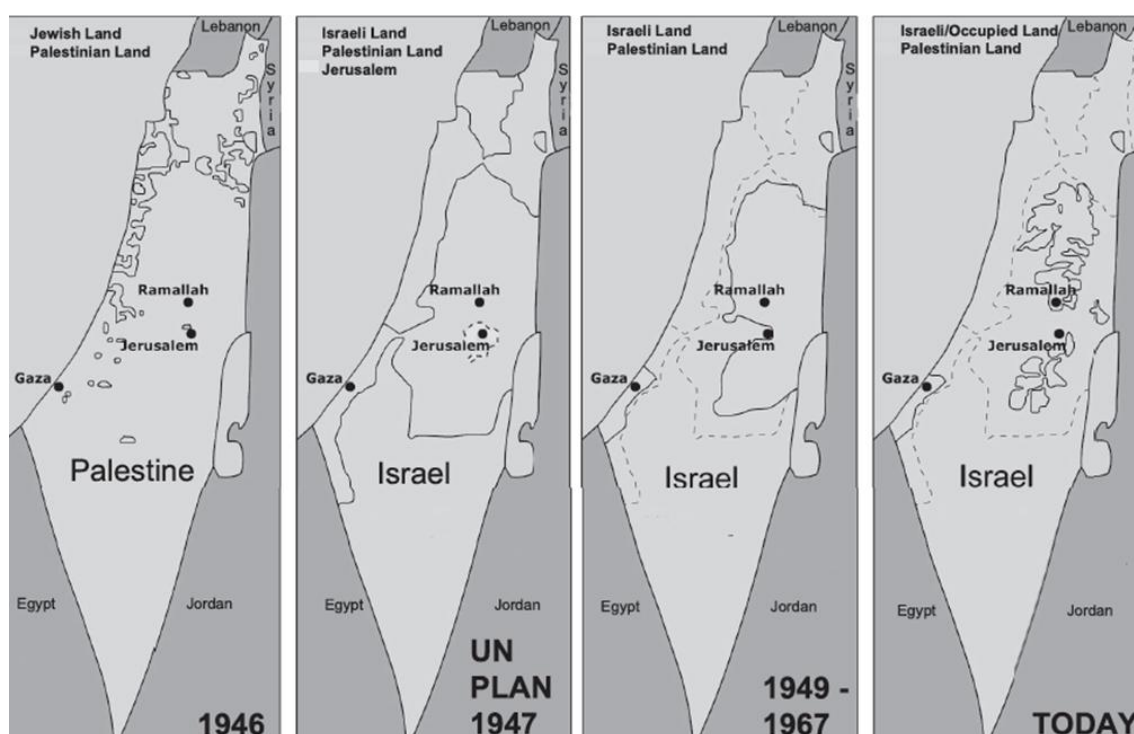 Jewish Land
Palestinian Land
Lebanon
Syria
Ramallah
Jerusalem
Gaza
Palestine
Egypt
Jordan
1946
Israeli Land
Palestinian Land
Jerusalem
Lebanon
Syria
Ramallah
Jerusalem
Gaza
Israel
Egypt
Jordan
UN
PLAN
1947
Israeli Land
Palestinian Land
Lebanon
Syria
Ramallah
Jerusalem
Gaza
Israel
Egypt
Jordan
1949 -
1967
Israeli/Occupied Land
Palestinian Land
Lebanon
Syria
Ramallah
Jerusalem
Gaza
Israel
Egypt
Jordan
TODAY